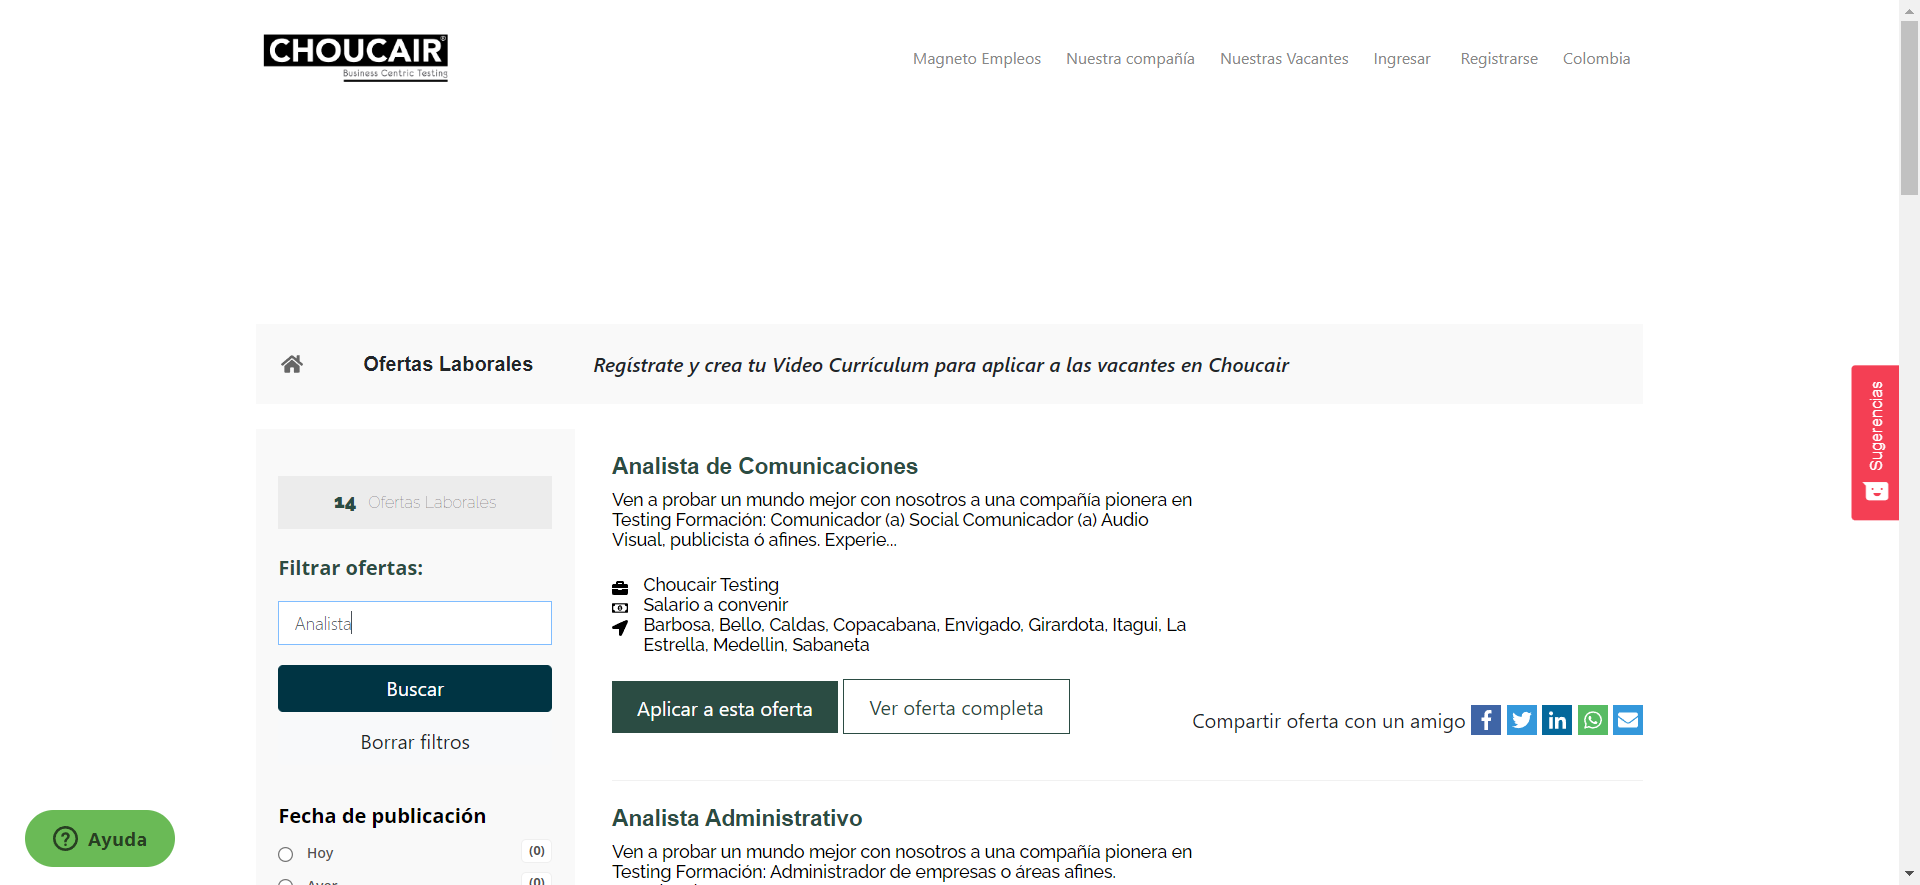 CHOUCAIR®
Business Centric Testing
Magneto Empleos
Nuestra compañía
Nuestras Vacantes
Ingresar
Registrarse
Colombia
Ofertas Laborales
Regístrate y crea tu Video Currículum para aplicar a las vacantes en Choucair
Sugerencias
14 Ofertas Laborales
Filtrar ofertas:
Analista
Buscar
Borrar filtros
Fecha de publicación
Hoy (0)
Ayer (0)
Analista de Comunicaciones
Ven a probar un mundo mejor con nosotros a una compañía pionera en
Testing Formación: Comunicador (a) Social Comunicador (a) Audio
Visual, publicista ó afines. Experie...
Choucair Testing
Salario a convenir
Barbosa, Bello, Caldas, Copacabana, Envigado, Girardota, Itagui, La
Estrella, Medellin, Sabaneta
Aplicar a esta oferta
Ver oferta completa
Compartir oferta con un amigo
Analista Administrativo
Ven a probar un mundo mejor con nosotros a una compañía pionera en
Testing Formación: Administrador de empresas o áreas afines.
Ayuda